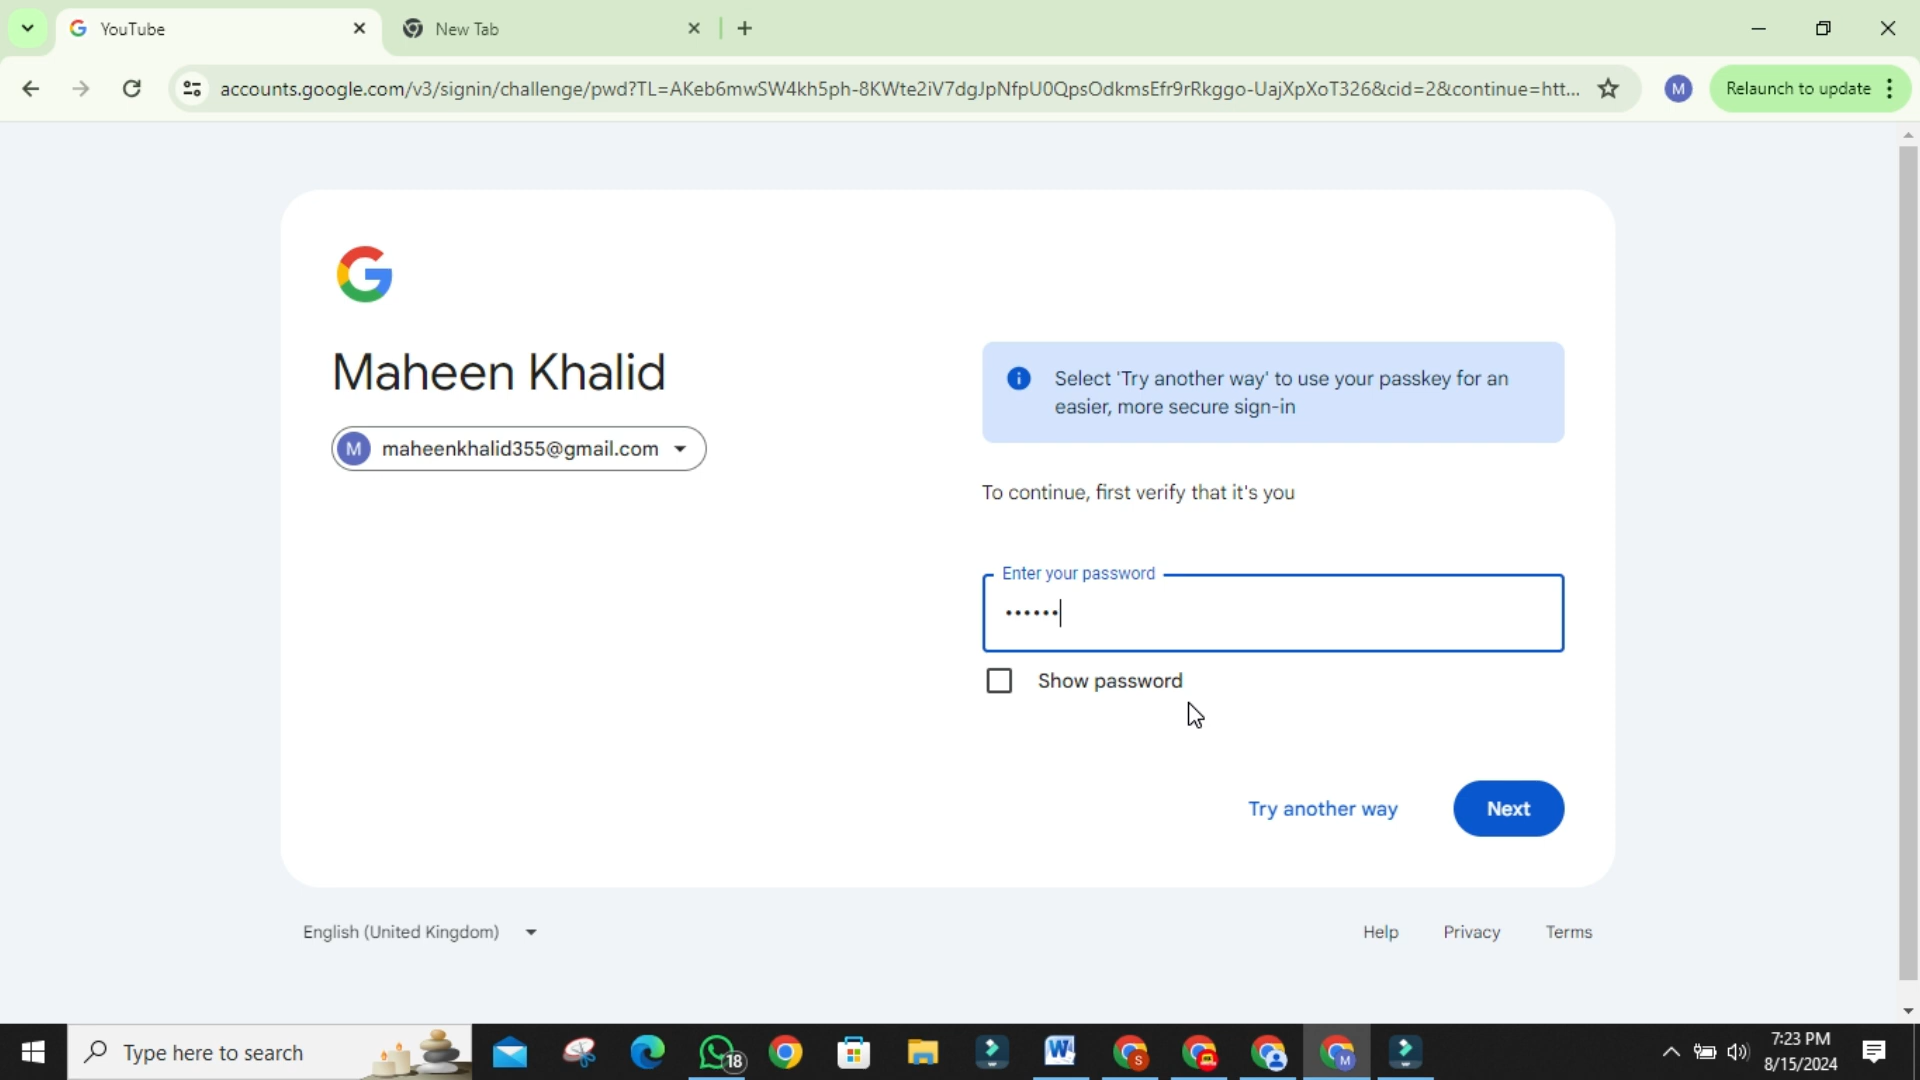 YouTube
New Tab
accounts.google.com/v3/signin/challenge/pwd?TL=AKeb6mwSW4kh5ph-8KWte2iV7dgJpNfpU0QpsOdkmsEfr9rRkggo-UajXpXoT326&cid=2&continue=htt...
M
Relaunch to update
Maheen Khalid
M
maheenkhalid355@gmail.com
Select 'Try another way' to use your passkey for an
easier, more secure sign-in
To continue, first verify that it's you
Enter your password
••••••
Show password
Try another way
Next
English (United Kingdom)
Help
Privacy
Terms
Type here to search
18
W
S
M
7:23 PM
8/15/2024